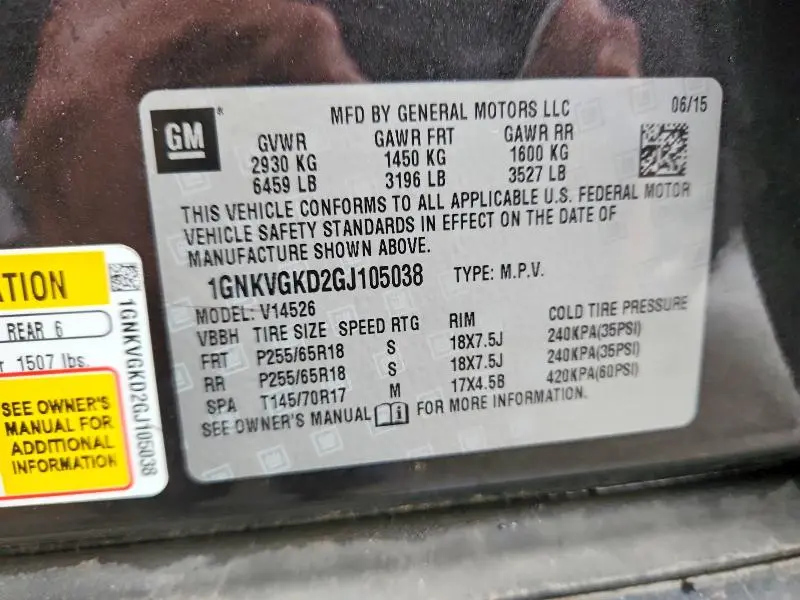 GM
MFD BY GENERAL MOTORS LLC 06/15
GVWR GAWR FRT GAWR RR
2930 KG 1450 KG 1600 KG
6459 LB 3196 LB 3527 LB
THIS VEHICLE CONFORMS TO ALL APPLICABLE U.S. FEDERAL MOTOR
VEHICLE SAFETY STANDARDS IN EFFECT ON THE DATE OF
MANUFACTURE SHOWN ABOVE.
1GNKVGKD2GJ105038 TYPE: M.P.V.
MODEL: V14526
VBBH TIRE SIZE SPEED RTG RIM COLD TIRE PRESSURE
FRT P255/65R18 S 18X7.5J 240KPA(35PSI)
RR P255/65R18 S 18X7.5J 240KPA(35PSI)
SPA T145/70R17 M 17X4.5B 420KPA(60PSI)
SEE OWNER'S MANUAL i FOR MORE INFORMATION.
REAR 6
1507 lbs.
SEE OWNER'S
MANUAL FOR
ADDITIONAL
INFORMATION
1GNKVGKD2GJ105038